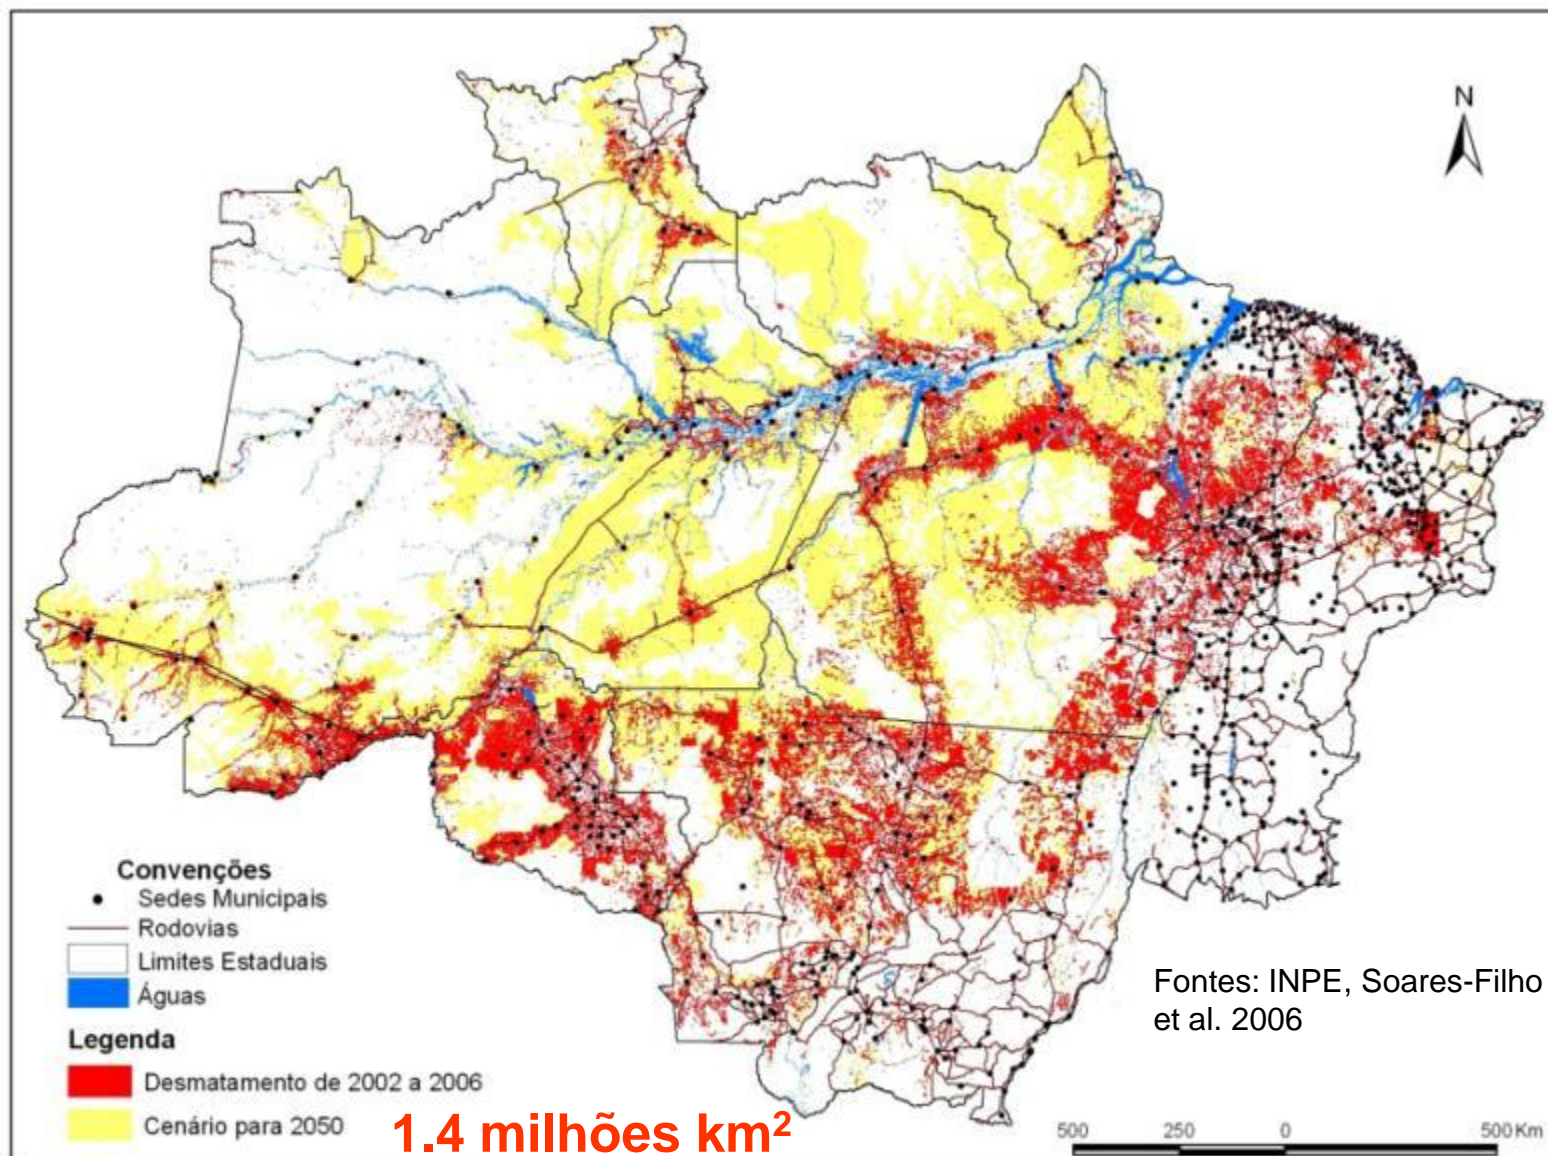 N
Convenções
Sedes Municipais
Rodovias
Limites Estaduais
Águas
Legenda
Desmatamento de 2002 a 2006
Cenário para 2050
1.4 milhões km²
Fontes: INPE, Soares-Filho
et al. 2006
500 250 0 500 Km